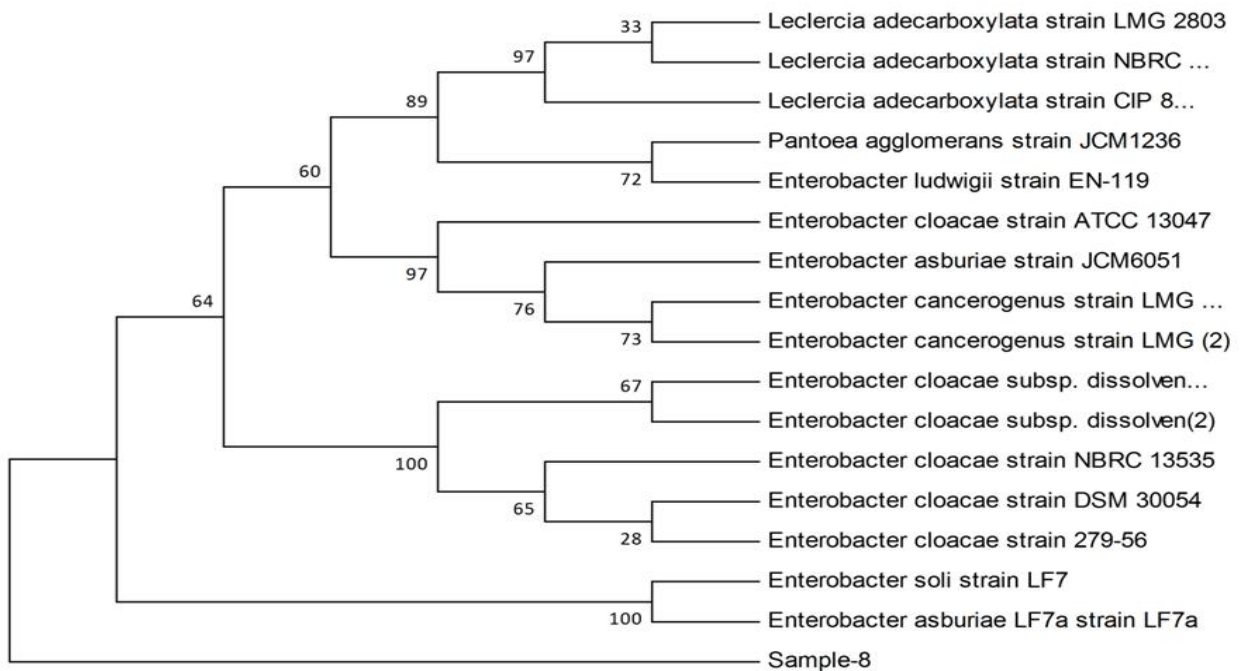 33
Leclercia adecarboxylata strain LMG 2803
97
Leclercia adecarboxylata strain NBRC ...
89
Leclercia adecarboxylata strain CIP 8...
Pantoea agglomerans strain JCM1236
60
72
Enterobacter ludwigii strain EN-119
Enterobacter cloacae strain ATCC 13047
97
Enterobacter asburiae strain JCM6051
64
76
Enterobacter cancerogenus strain LMG ...
73
Enterobacter cancerogenus strain LMG (2)
67
Enterobacter cloacae subsp. dissolven...
Enterobacter cloacae subsp. dissolven(2)
100
Enterobacter cloacae strain NBRC 13535
65
Enterobacter cloacae strain DSM 30054
28
Enterobacter cloacae strain 279-56
Enterobacter soli strain LF7
100
Enterobacter asburiae LF7a strain LF7a
Sample-8